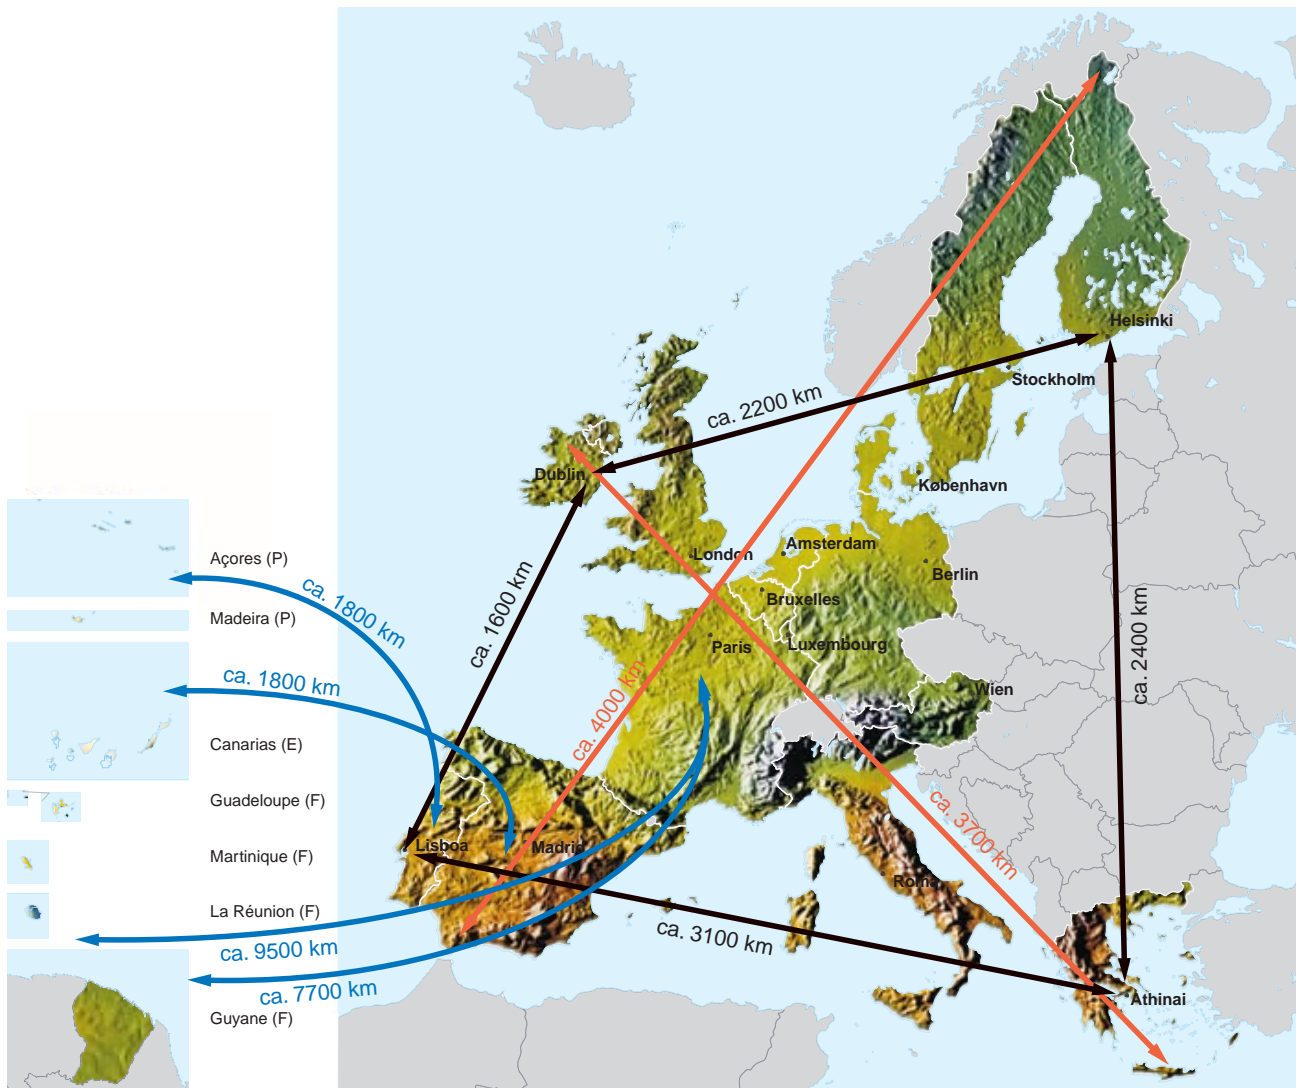 Helsinki
Stockholm
ca. 2200 km
Dublin
København
London
Amsterdam
Berlin
Bruxelles
Paris
Luxembourg
Wien
ca. 1600 km
ca. 2400 km
ca. 4000 km
ca. 3700 km
Açores (P)
ca. 1800 km
Madeira (P)
ca. 1800 km
Canarias (E)
Guadeloupe (F)
Lisboa
Madrid
Martinique (F)
Roma
La Réunion (F)
ca. 3100 km
ca. 9500 km
ca. 7700 km
Athinai
Guyane (F)